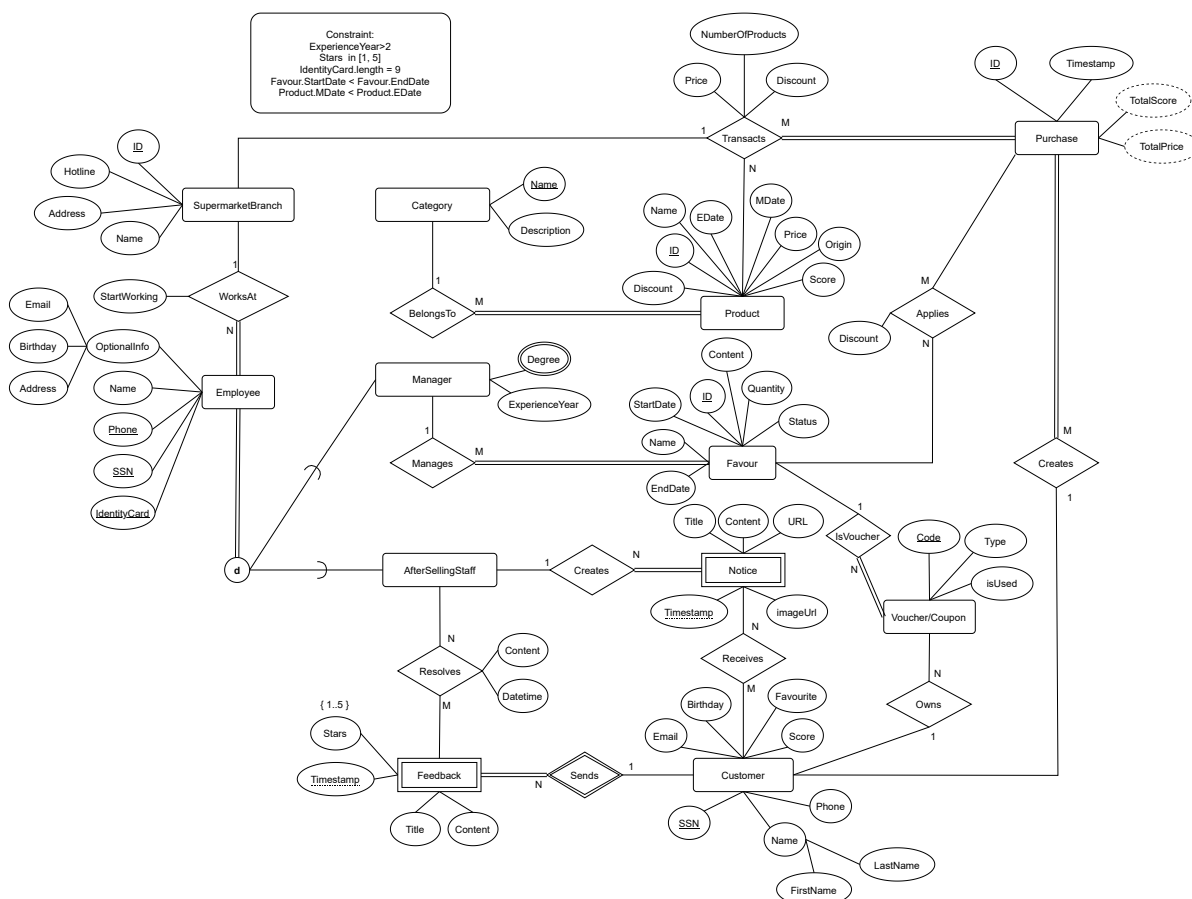 Constraint:
ExperienceYear>2
Stars in [1, 5]
IdentityCard.length = 9
Favour.StartDate < Favour.EndDate
Product.MDate < Product.EDate
NumberOfProducts
Price
Discount
ID
Timestamp
TotalScore
TotalPrice
1
Transacts
M
Purchase
N
ID
Hotline
Address
Name
SupermarketBranch
Category
Name
Description
Name
EDate
MDate
Price
Origin
ID
Score
Discount
Product
1
WorksAt
StartWorking
N
1
BelongsTo
M
M
Applies
N
Discount
Email
Birthday
Address
OptionalInfo
Name
Phone
SSN
IdentityCard
Employee
Manager
Degree
ExperienceYear
1
Manages
M
Content
ID
Quantity
StartDate
Status
Name
EndDate
Favour
M
Creates
1
1
IsVoucher
N
Code
Type
isUsed
Voucher/Coupon
d
AfterSellingStaff
1
Creates
N
Title
Content
URL
Notice
Timestamp
imageUrl
N
Receives
M
N
Resolves
M
Content
Datetime
N
Owns
1
{ 1..5 }
Stars
Timestamp
Feedback
Title
Content
N
Sends
1
Email
Birthday
Favourite
Score
Customer
SSN
Phone
Name
LastName
FirstName